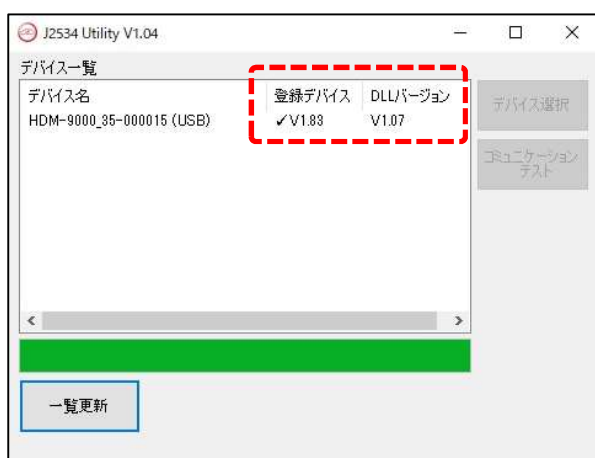 J2534 Utility V1.04
デバイス一覧
デバイス名 登録デバイス DLLバージョン
HDM-9000_35-000015 (USB) ✓V1.83 V1.07
デバイス選択
コミュニケーション
テスト
一覧更新